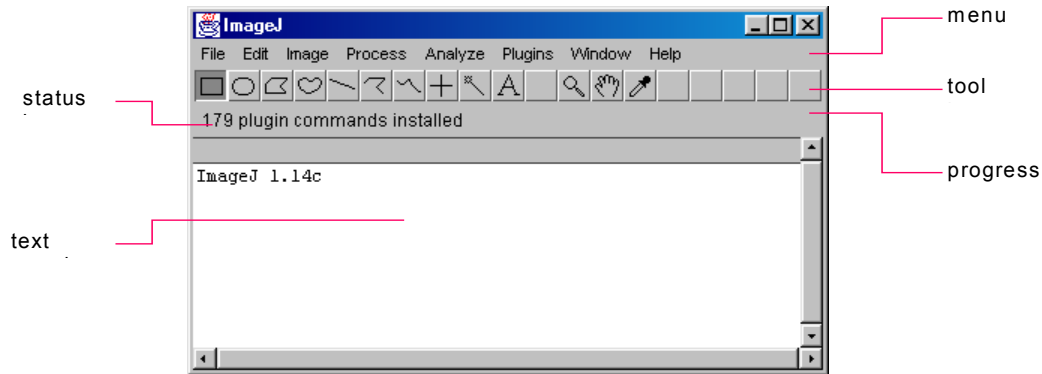 menu
ImageJ
File Edit Image Process Analyze Plugins Window Help
tool
A
status
179 plugin commands installed
progress
ImageJ 1.14c
text